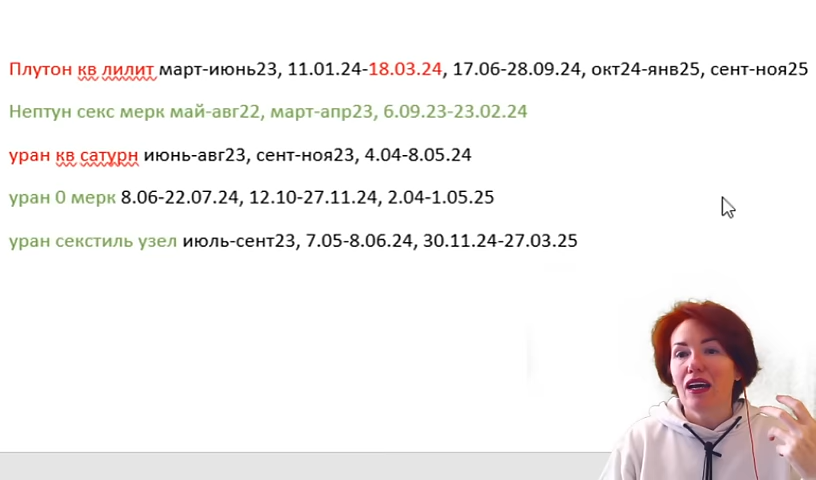 Плутон кв лилит март-июнь23, 11.01.24-18.03.24, 17.06-28.09.24, окт24-янв25, сент-ноя25
Нептун секс мерк май-авг22, март-апр23, 6.09.23-23.02.24
уран кв сатурн июнь-авг23, сент-ноя23, 4.04-8.05.24
уран 0 мерк 8.06-22.07.24, 12.10-27.11.24, 2.04-1.05.25
уран секстиль узел июль-сент23, 7.05-8.06.24, 30.11.24-27.03.25